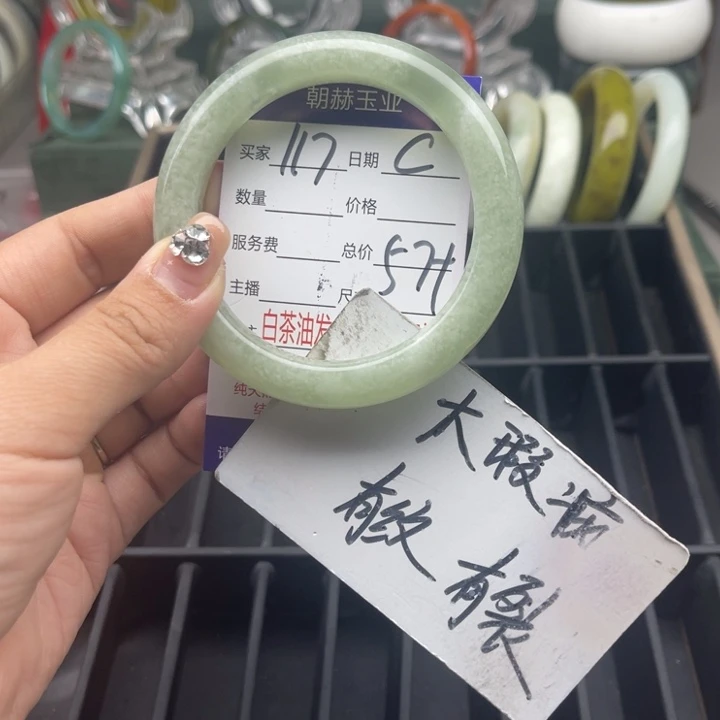 朝赫玉业
买家 117 日期 C
数量 价格
服务费 总价 571
主播
白茶油发
大瑕疵
有纹
有裂